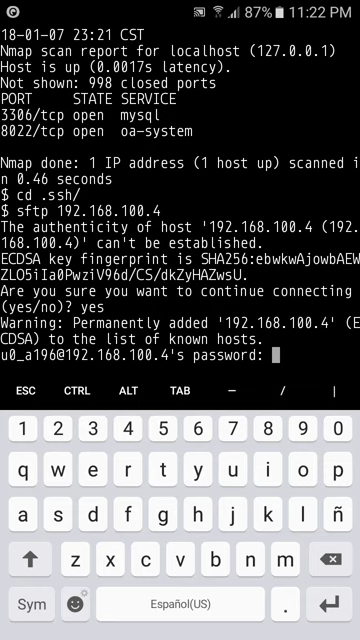 87% 11:22 PM
18-01-07 23:21 CST
Nmap scan report for localhost (127.0.0.1)
Host is up (0.0017s latency).
Not shown: 998 closed ports
PORT     STATE SERVICE
3306/tcp open  mysql
8022/tcp open  oa-system
Nmap done: 1 IP address (1 host up) scanned i
n 0.46 seconds
$ cd .ssh/
$ sftp 192.168.100.4
The authenticity of host '192.168.100.4 (192.
168.100.4)' can't be established.
ECDSA key fingerprint is SHA256:ebwkwAjowbAEW
ZLO5iIa0PwziV96d/CS/dkZyHAZwsU.
Are you sure you want to continue connecting
(yes/no)? yes
Warning: Permanently added '192.168.100.4' (E
CDSA) to the list of known hosts.
u0_a196@192.168.100.4's password:
ESC CTRL ALT TAB — / |
1 2 3 4 5 6 7 8 9 0
q w e r t y u i o p
a s d f g h j k l ñ
z x c v b n m
Sym Español(US) .